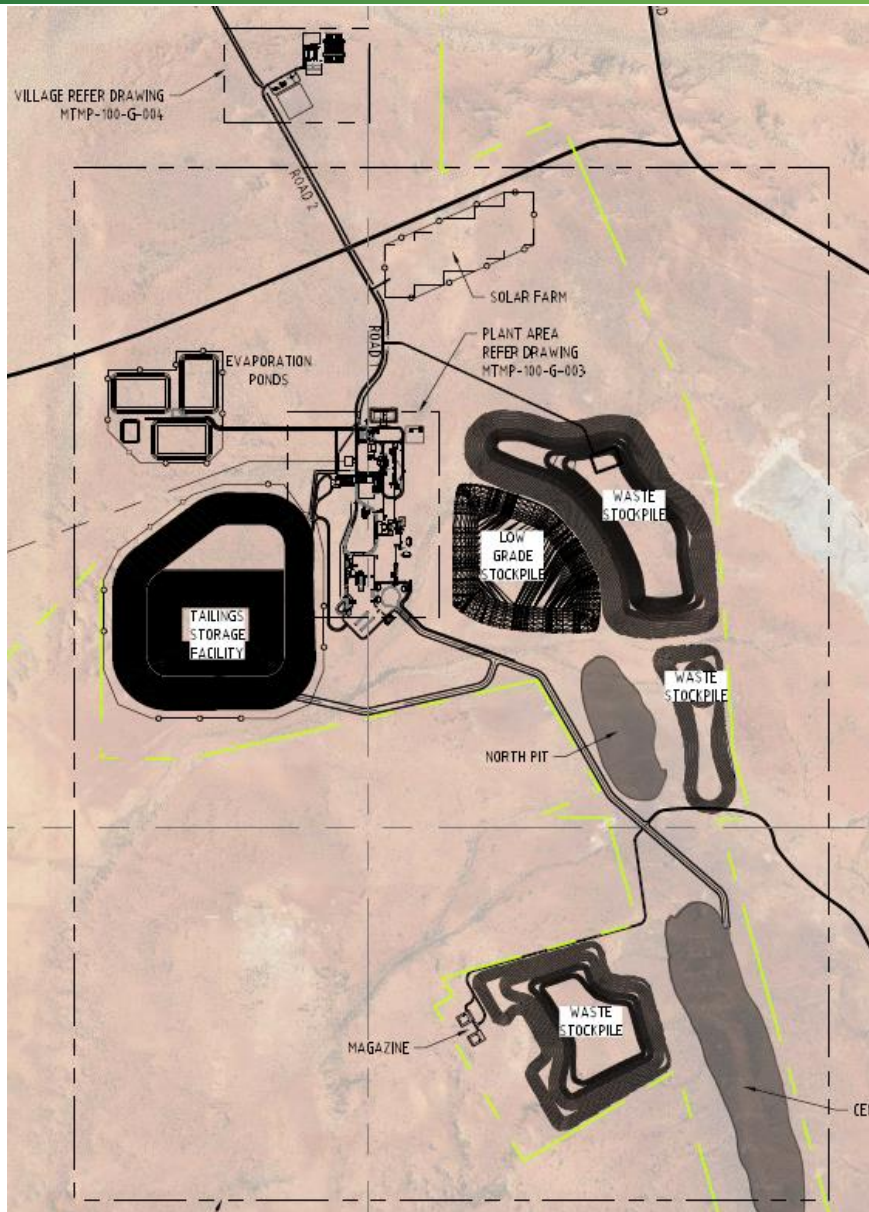 VILLAGE REFER DRAWING
MTMP-100-G-004
ROAD 2
SOLAR FARM
ROAD 1
PLANT AREA
REFER DRAWING
MTMP-100-G-003
EVAPORATION
PONDS
WASTE
STOCKPILE
LOW
GRADE
STOCKPILE
TAILINGS
STORAGE
FACILITY
WASTE
STOCKPILE
NORTH PIT
WASTE
STOCKPILE
MAGAZINE